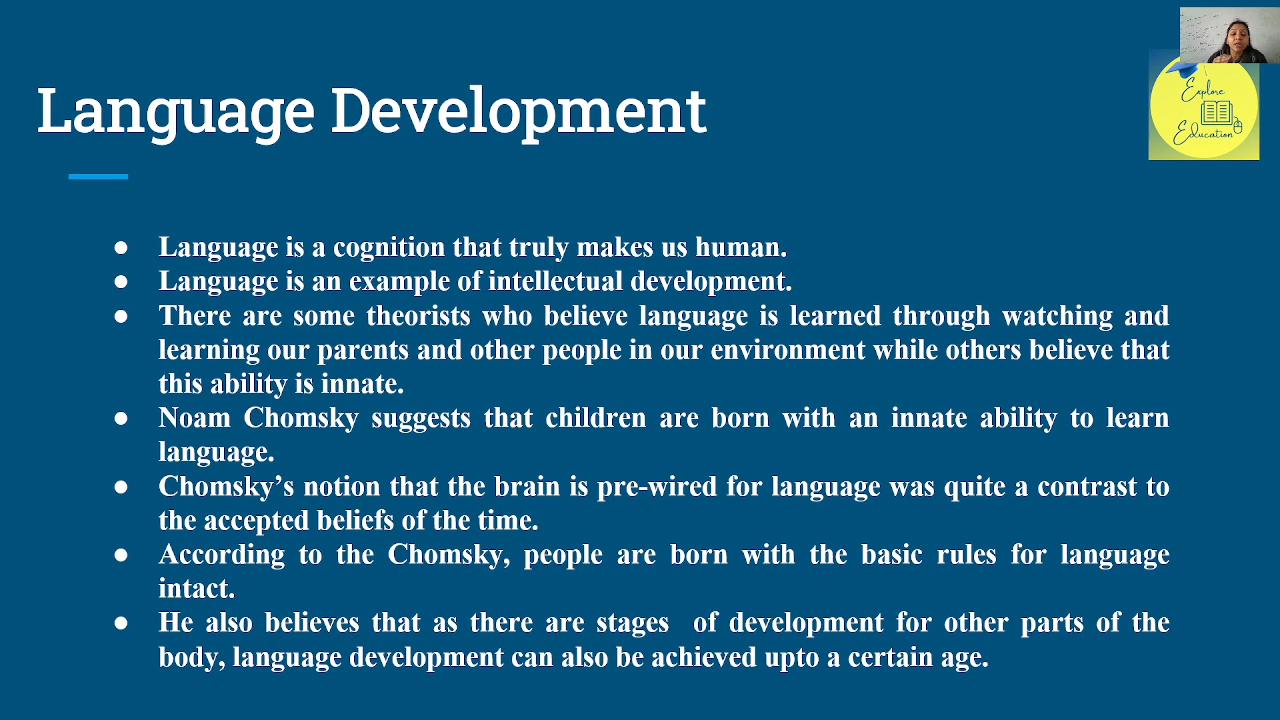 Language Development
Explore
Education
● Language is a cognition that truly makes us human.
● Language is an example of intellectual development.
● There are some theorists who believe language is learned through watching and
learning our parents and other people in our environment while others believe that
this ability is innate.
● Noam Chomsky suggests that children are born with an innate ability to learn
language.
● Chomsky’s notion that the brain is pre-wired for language was quite a contrast to
the accepted beliefs of the time.
● According to the Chomsky, people are born with the basic rules for language
intact.
● He also believes that as there are stages  of development for other parts of the
body, language development can also be achieved upto a certain age.